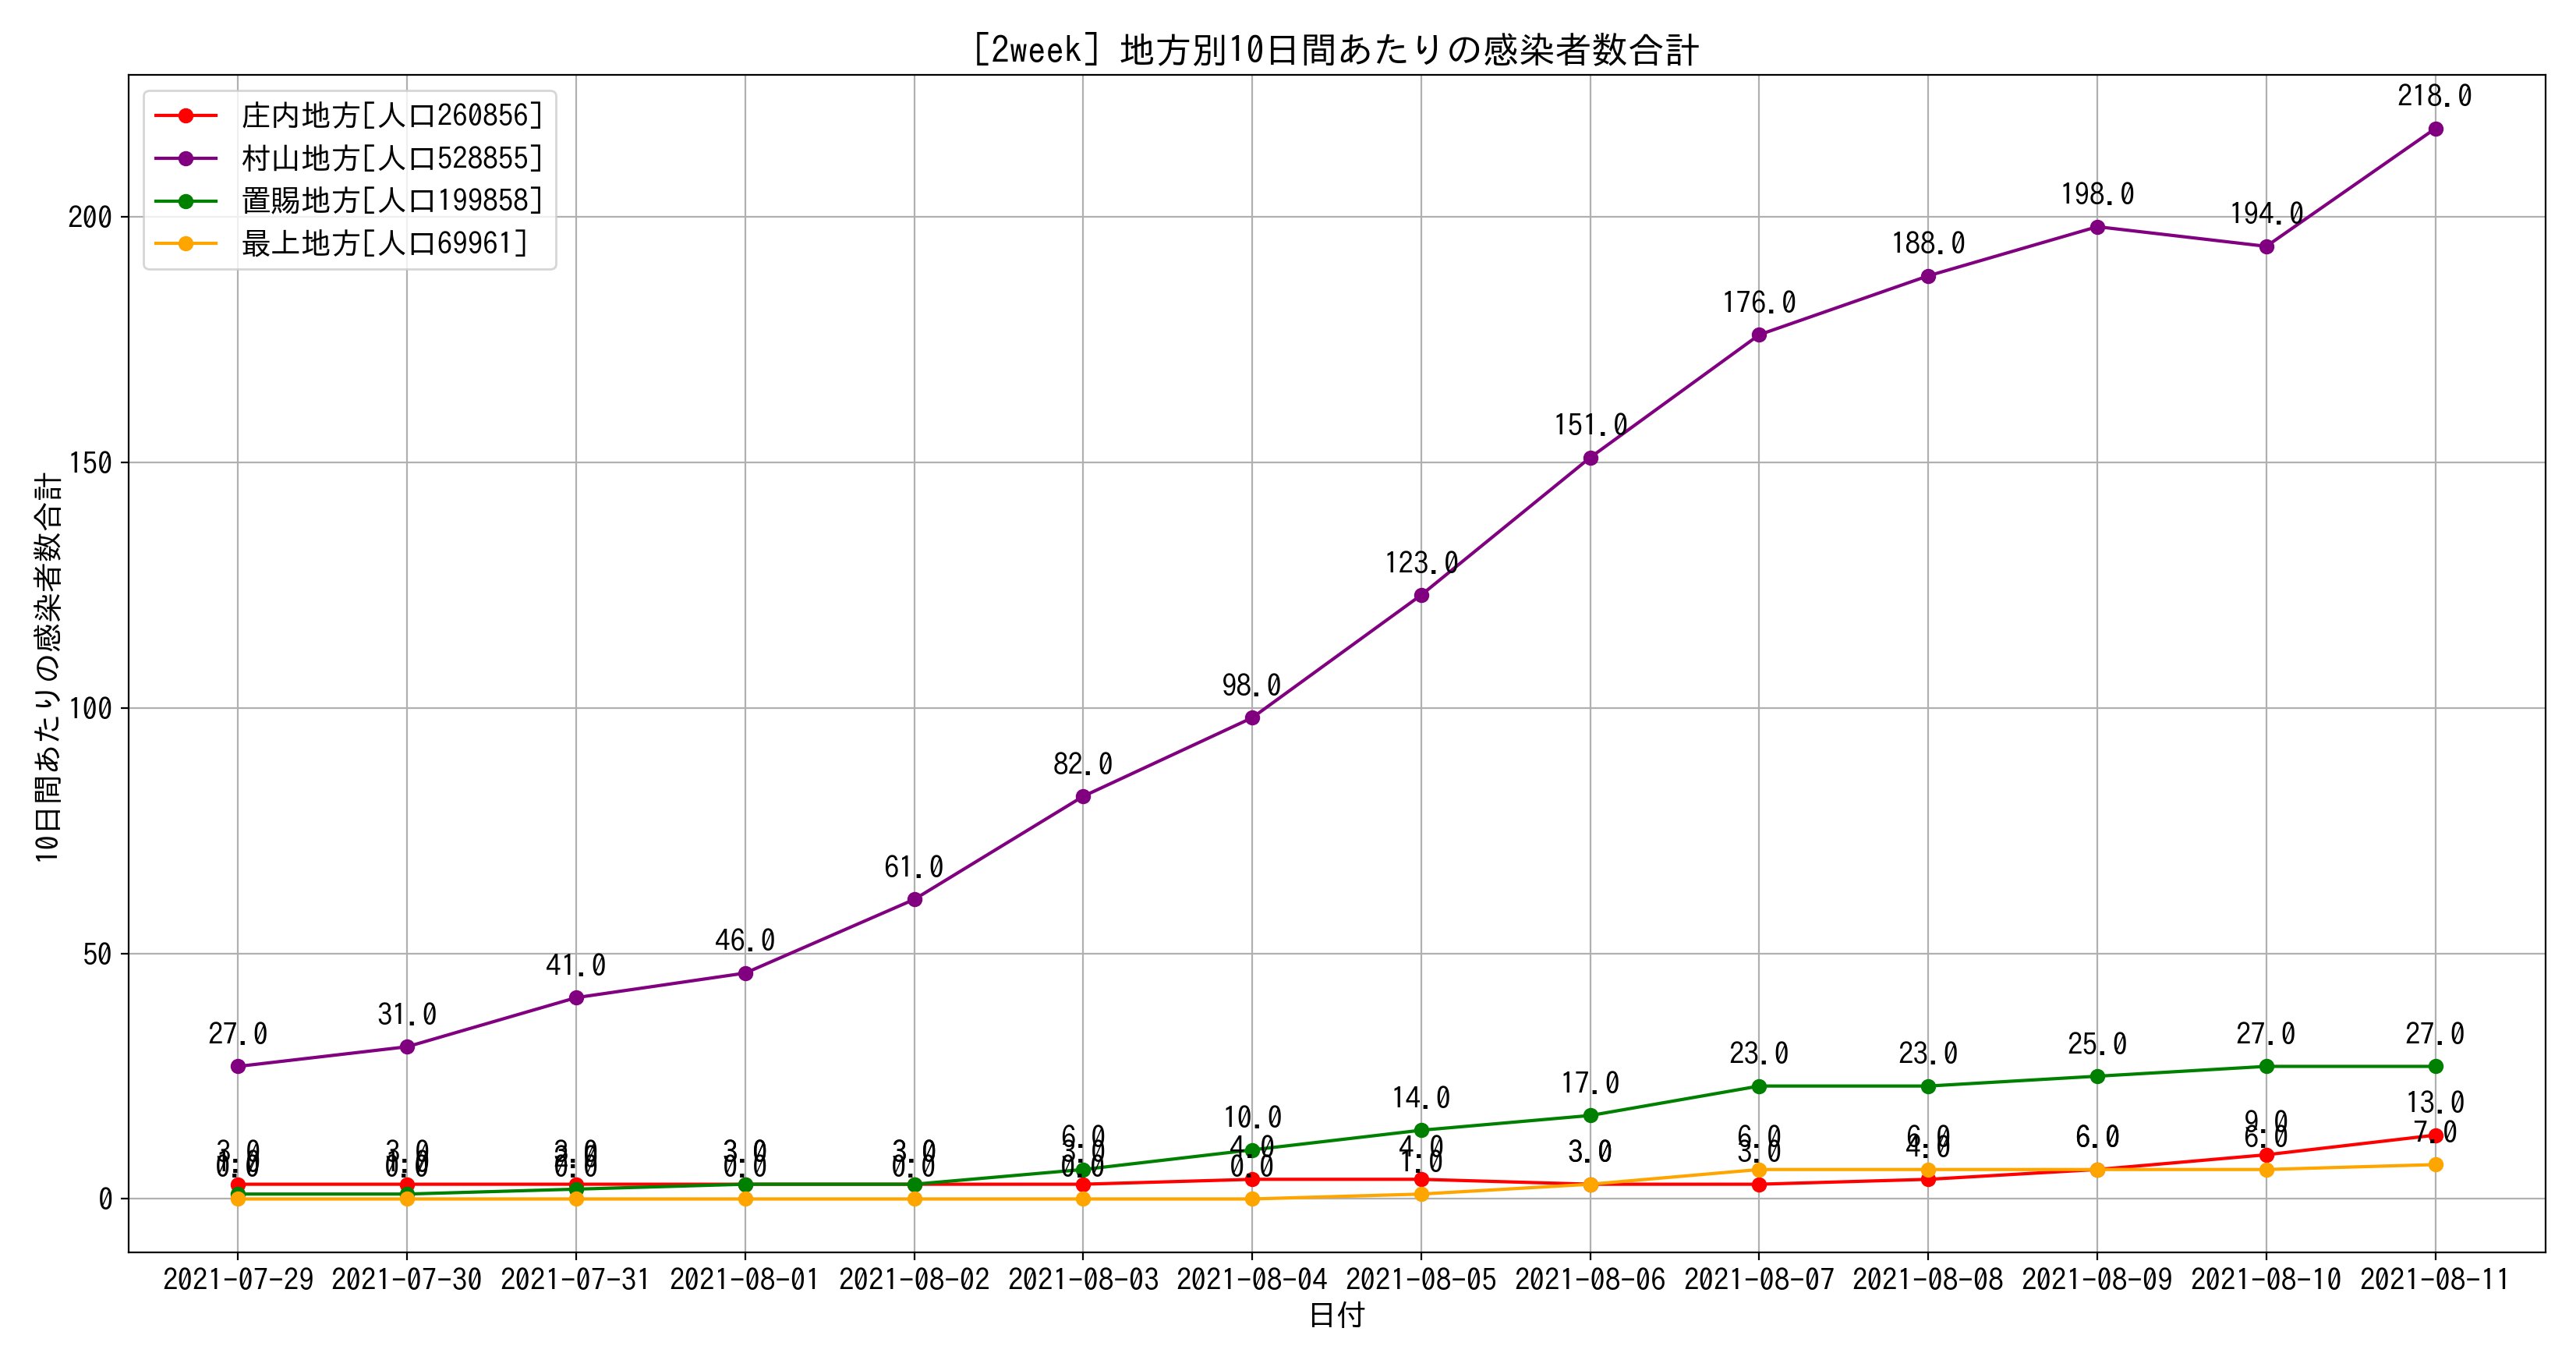 [2week] 地方別10日間あたりの感染者数合計
庄内地方[人口260856]
村山地方[人口528855]
置賜地方[人口199858]
最上地方[人口69961]
10日間あたりの感染者数合計
200
150
100
50
0
27.0 31.0 41.0 46.0 61.0 82.0 98.0 123.0 151.0 176.0 188.0 198.0 194.0 218.0
6.0 10.0 14.0 17.0 23.0 23.0 25.0 27.0 27.0
3.0 3.0 3.0 3.0 3.0 3.0 4.0 4.0 3.0 3.0 4.0 6.0 9.0 13.0
0.0 0.0 0.0 0.0 0.0 0.0 0.0 1.0 6.0 6.0 6.0 7.0
2021-07-29 2021-07-30 2021-07-31 2021-08-01 2021-08-02 2021-08-03 2021-08-04 2021-08-05 2021-08-06 2021-08-07 2021-08-08 2021-08-09 2021-08-10 2021-08-11
日付